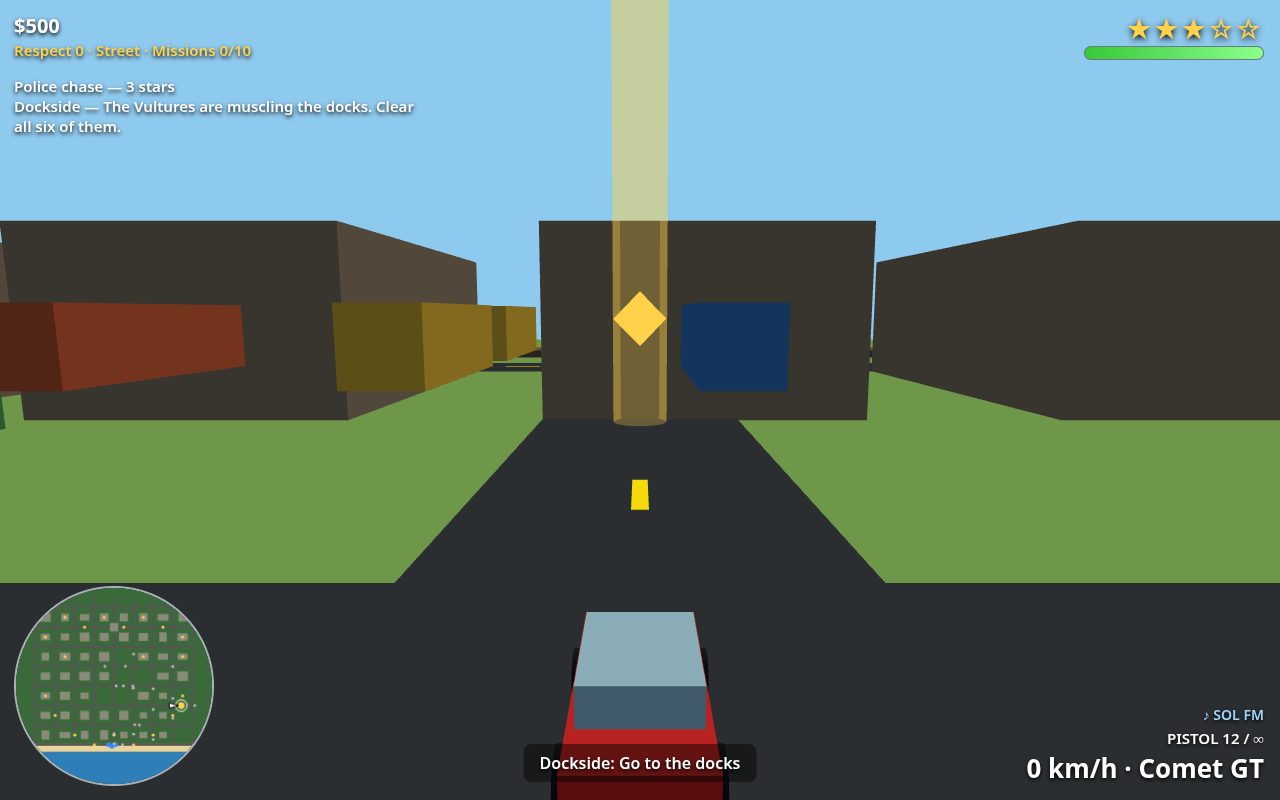 $500
Respect 0 · Street · Missions 0/10
Police chase — 3 stars
Dockside — The Vultures are muscling the docks. Clear
all six of them.
★★★☆☆
♪ SOL FM
PISTOL 12 / ∞
0 km/h · Comet GT
Dockside: Go to the docks